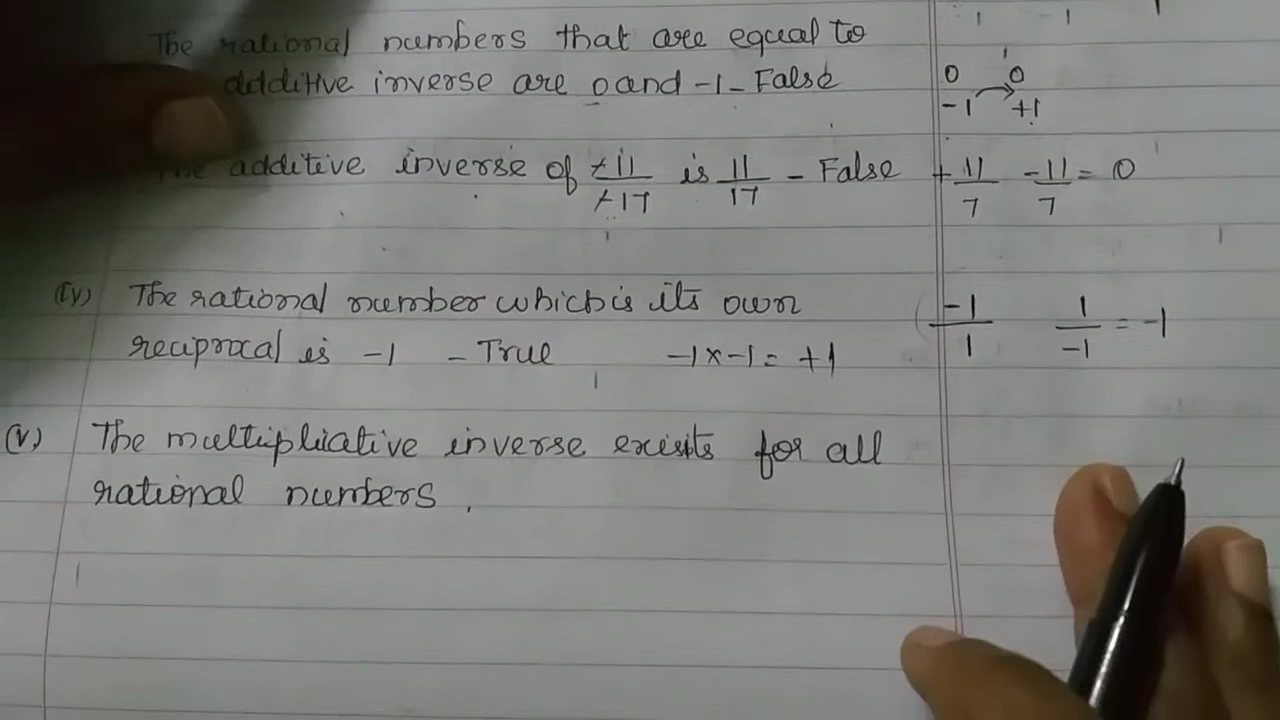 The rational numbers that are equal to
additive inverse are 0 and -1 - False
0 0
-1 +1
The additive inverse of -11/-17 is 11/17 - False
+11/7 -11/7 = 0
(iv) The rational number which is its own
reciprocal is -1 - True -1 x -1 = +1
-1/1 1/-1 = -1
(v) The multipliative inverse exists for all
rational numbers.